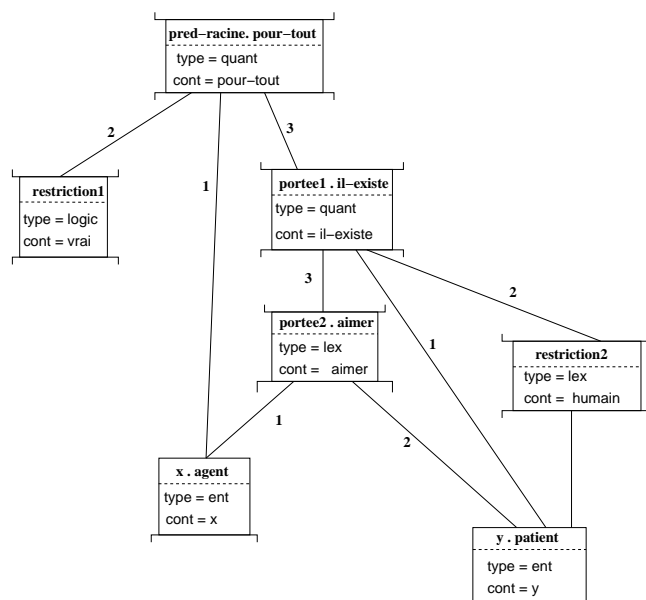 pred-racine. pour-tout
type = quant
cont = pour-tout
2
3
1
restriction1
type = logic
cont = vrai
portee1 . il-existe
type = quant
cont = il-existe
3
2
portee2 . aimer
type = lex
cont = aimer
1
restriction2
type = lex
cont = humain
1
2
x . agent
type = ent
cont = x
y . patient
type = ent
cont = y